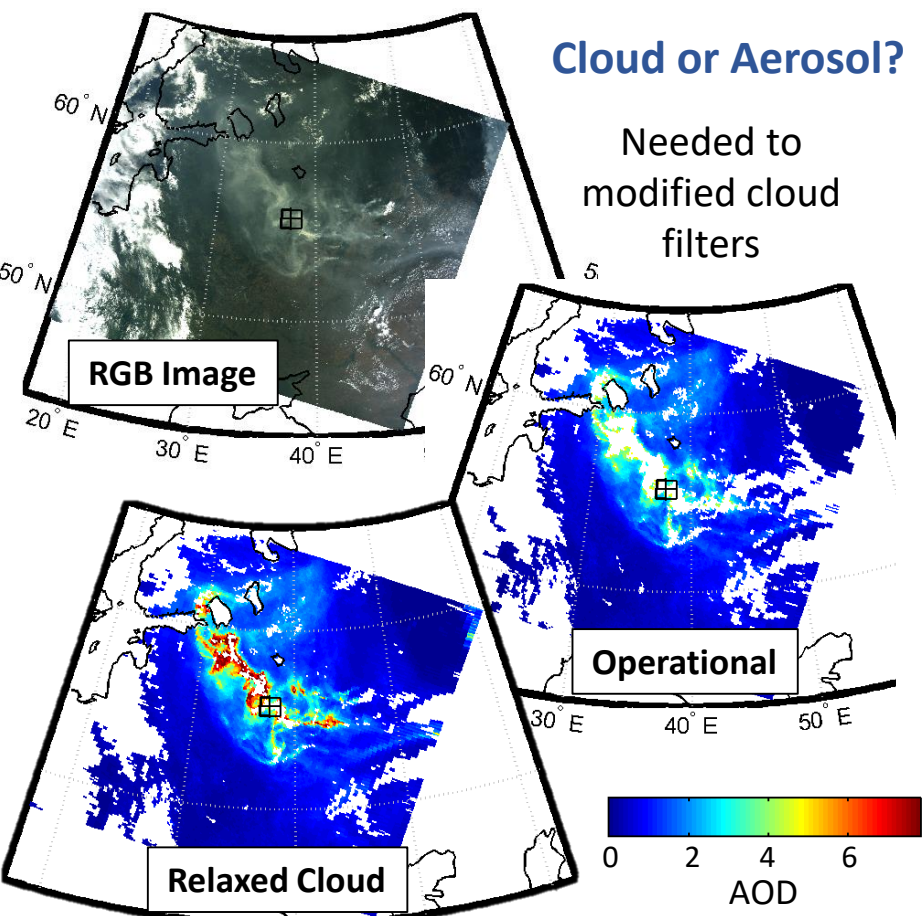 Cloud or Aerosol?
Needed to
modified cloud
filters
60° N
50° N
20° E
30° E
40° E
RGB Image
5
60° N
30° E
40° E
50° E
Operational
Relaxed Cloud
0 2 4 6
AOD